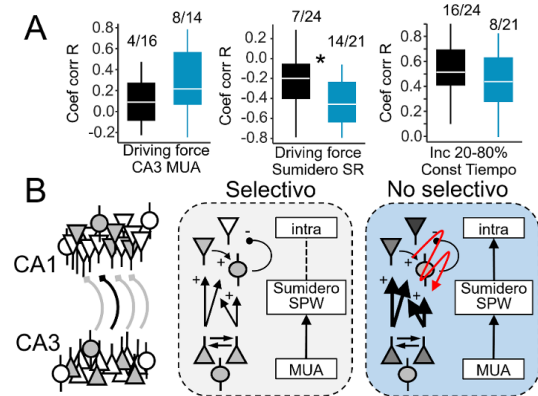 A
4/16
8/14
Coef corr R
0.8
0.6
0.4
0.2
0.0
-0.2
Driving force
CA3 MUA
7/24
14/21
*
Coef corr R
0.4
0.2
0.0
-0.2
-0.4
-0.6
-0.8
Driving force
Sumidero SR
16/24
8/21
Coef corr R
0.8
0.6
0.4
0.2
0.0
Inc 20-80%
Const Tiempo
B
Selectivo
No selectivo
CA1
CA3
-
+
+
+
intra
Sumidero
SPW
MUA
-
+
+
+
intra
Sumidero
SPW
MUA